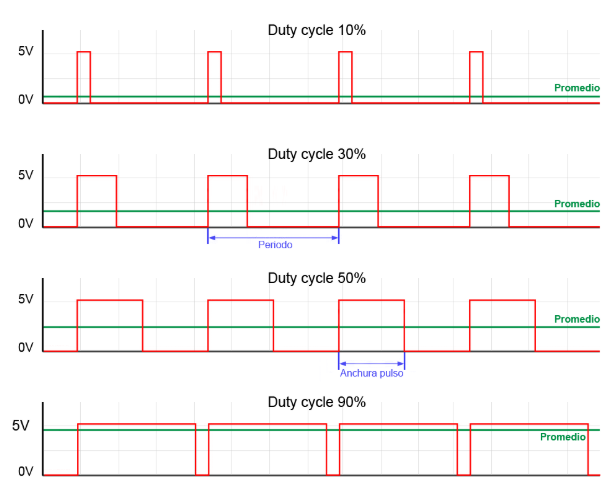 Duty cycle 10%
5V
Promedio
0V
Duty cycle 30%
5V
Promedio
0V
Periodo
Duty cycle 50%
5V
Promedio
0V
Anchura pulso
Duty cycle 90%
5V
Promedio
0V